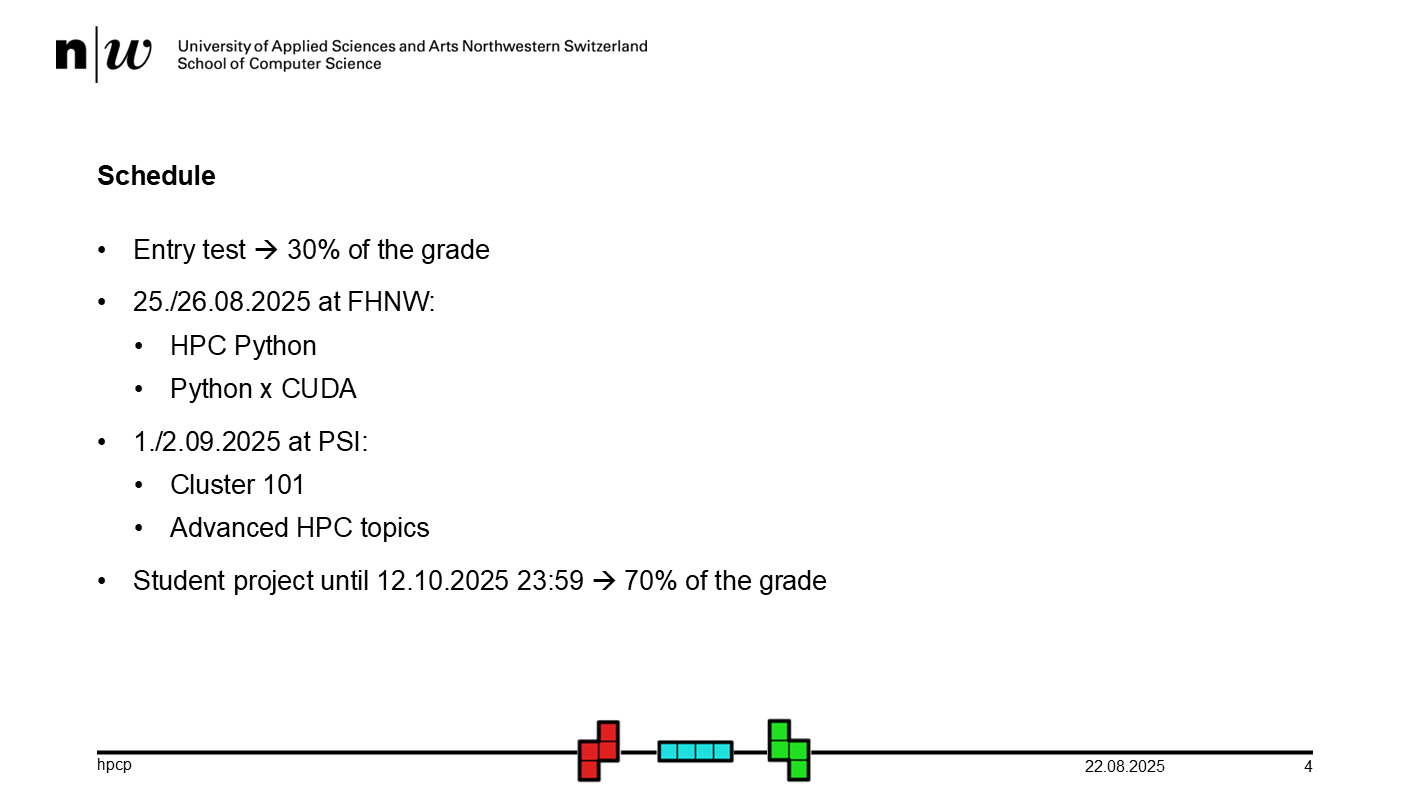 n|w University of Applied Sciences and Arts Northwestern Switzerland
School of Computer Science
Schedule
• Entry test → 30% of the grade
• 25./26.08.2025 at FHNW:
• HPC Python
• Python x CUDA
• 1./2.09.2025 at PSI:
• Cluster 101
• Advanced HPC topics
• Student project until 12.10.2025 23:59 → 70% of the grade
hpcp 22.08.2025 4